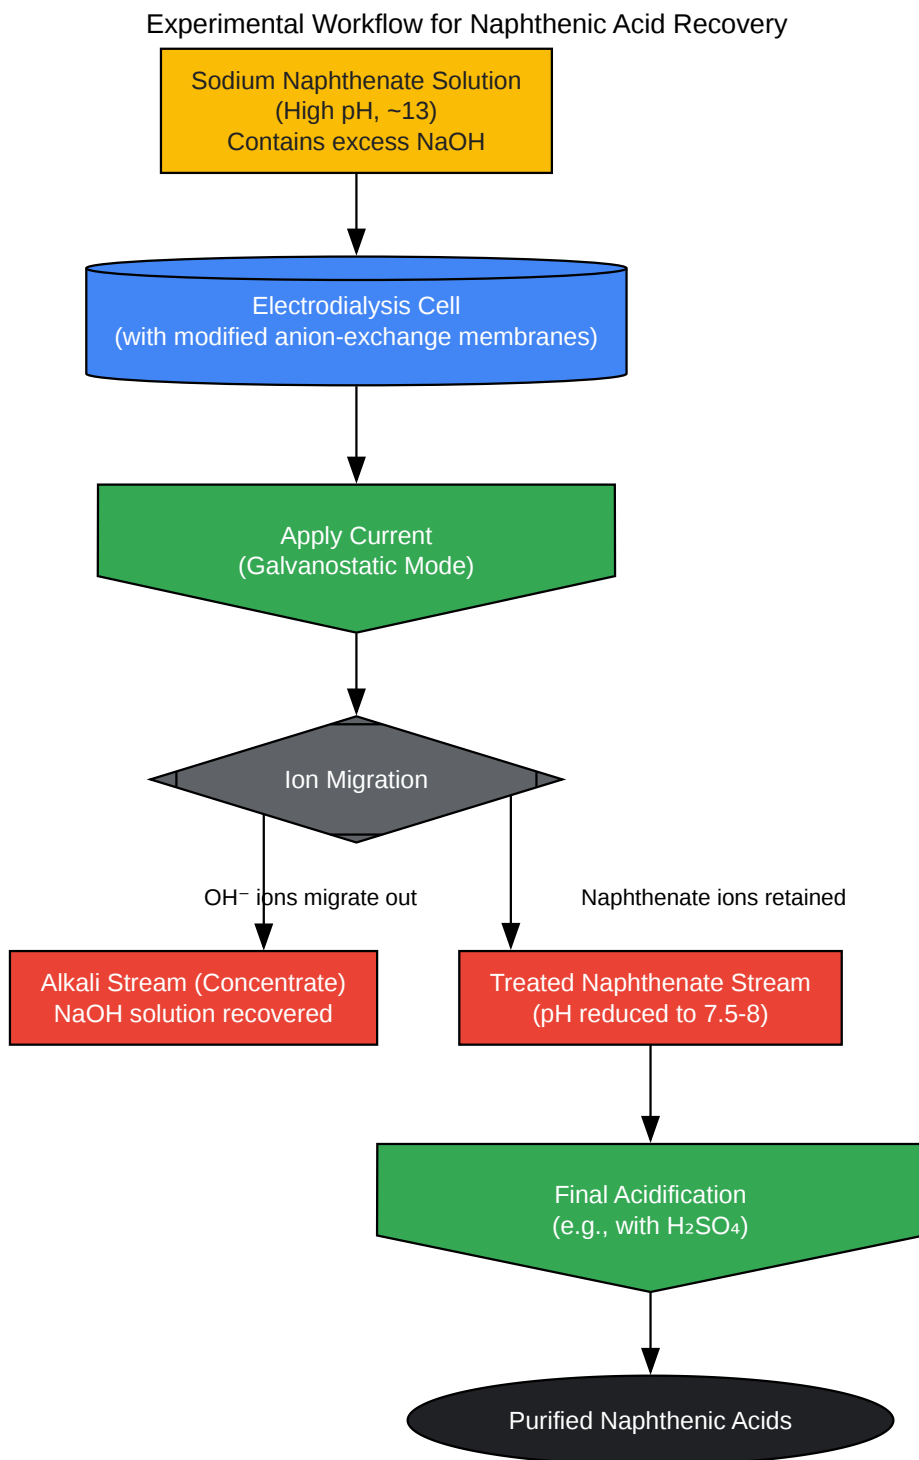 Experimental Workflow for Naphthenic Acid Recovery
Sodium Naphthenate Solution
(High pH, ~13)
Contains excess NaOH
Electrodialysis Cell
(with modified anion-exchange membranes)
Apply Current
(Galvanostatic Mode)
Ion Migration
OH⁻ ions migrate out
Naphthenate ions retained
Alkali Stream (Concentrate)
NaOH solution recovered
Treated Naphthenate Stream
(pH reduced to 7.5-8)
Final Acidification
(e.g., with H₂SO₄)
Purified Naphthenic Acids